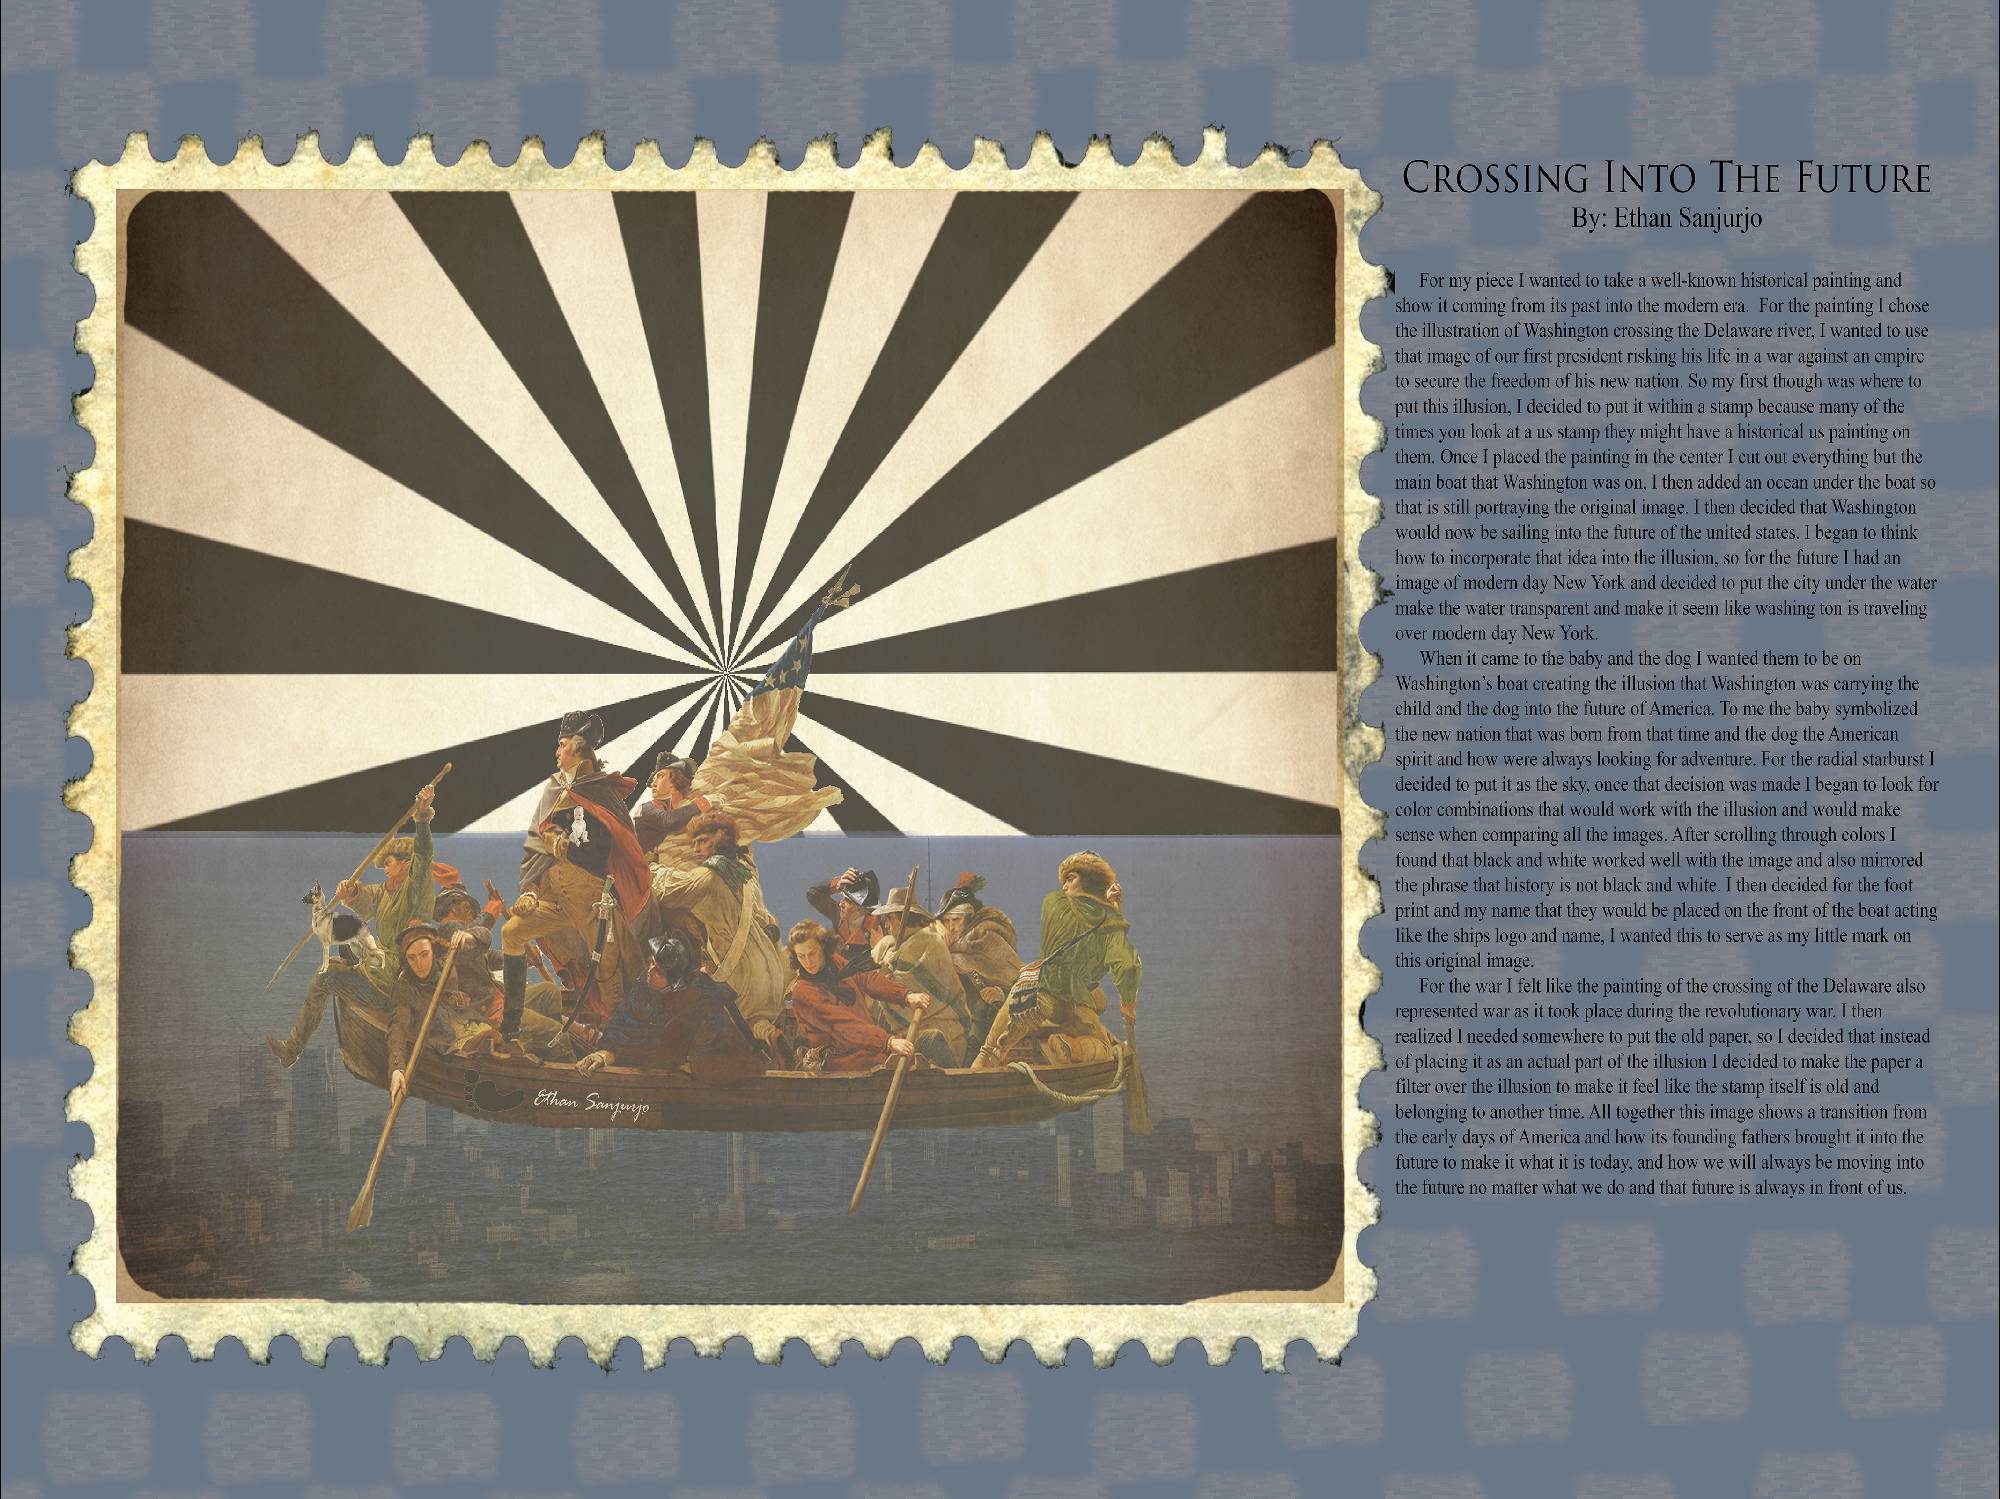 CROSSING INTO THE FUTURE
By: Ethan Sanjurjo
For my piece I wanted to take a well-known historical painting and
show it coming from its past into the modern era.  For the painting I chose
the illustration of Washington crossing the Delaware river, I wanted to use
that image of our first president risking his life in a war against an empire
to secure the freedom of his new nation. So my first though was where to
put this illusion, I decided to put it within a stamp because many of the
times you look at a us stamp they might have a historical us painting on
them. Once I placed the painting in the center I cut out everything but the
main boat that Washington was on, I then added an ocean under the boat so
that is still portraying the original image. I then decided that Washington
would now be sailing into the future of the united states. I began to think
how to incorporate that idea into the illusion, so for the future I had an
image of modern day New York and decided to put the city under the water
make the water transparent and make it seem like washing ton is traveling
over modern day New York.
When it came to the baby and the dog I wanted them to be on
Washington's boat creating the illusion that Washington was carrying the
child and the dog into the future of America. To me the baby symbolized
the new nation that was born from that time and the dog the American
spirit and how were always looking for adventure. For the radial starburst I
decided to put it as the sky, once that decision was made I began to look for
color combinations that would work with the illusion and would make
sense when comparing all the images. After scrolling through colors I
found that black and white worked well with the image and also mirrored
the phrase that history is not black and white. I then decided for the foot
print and my name that they would be placed on the front of the boat acting
like the ships logo and name, I wanted this to serve as my little mark on
this original image.
For the war I felt like the painting of the crossing of the Delaware also
represented war as it took place during the revolutionary war. I then
realized I needed somewhere to put the old paper, so I decided that instead
of placing it as an actual part of the illusion I decided to make the paper a
filter over the illusion to make it feel like the stamp itself is old and
belonging to another time. All together this image shows a transition from
the early days of America and how its founding fathers brought it into the
future to make it what it is today, and how we will always be moving into
the future no matter what we do and that future is always in front of us.
Ethan Sanjurjo